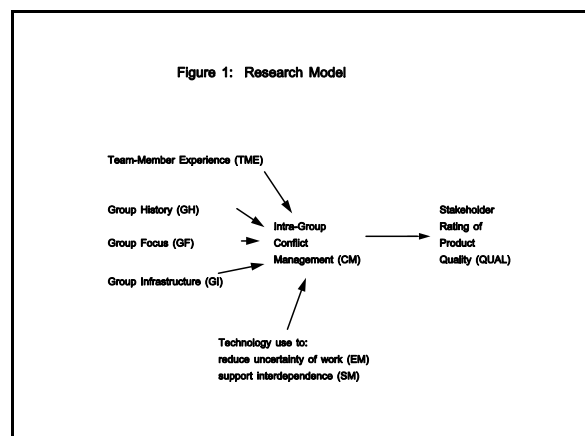 Figure 1: Research Model
Team-Member Experience (TME)
Group History (GH)
Group Focus (GF)
Group Infrastructure (GI)
Intra-Group
Conflict
Management (CM)
Stakeholder
Rating of
Product
Quality (QUAL)
Technology use to:
reduce uncertainty of work (EM)
support interdependence (SM)